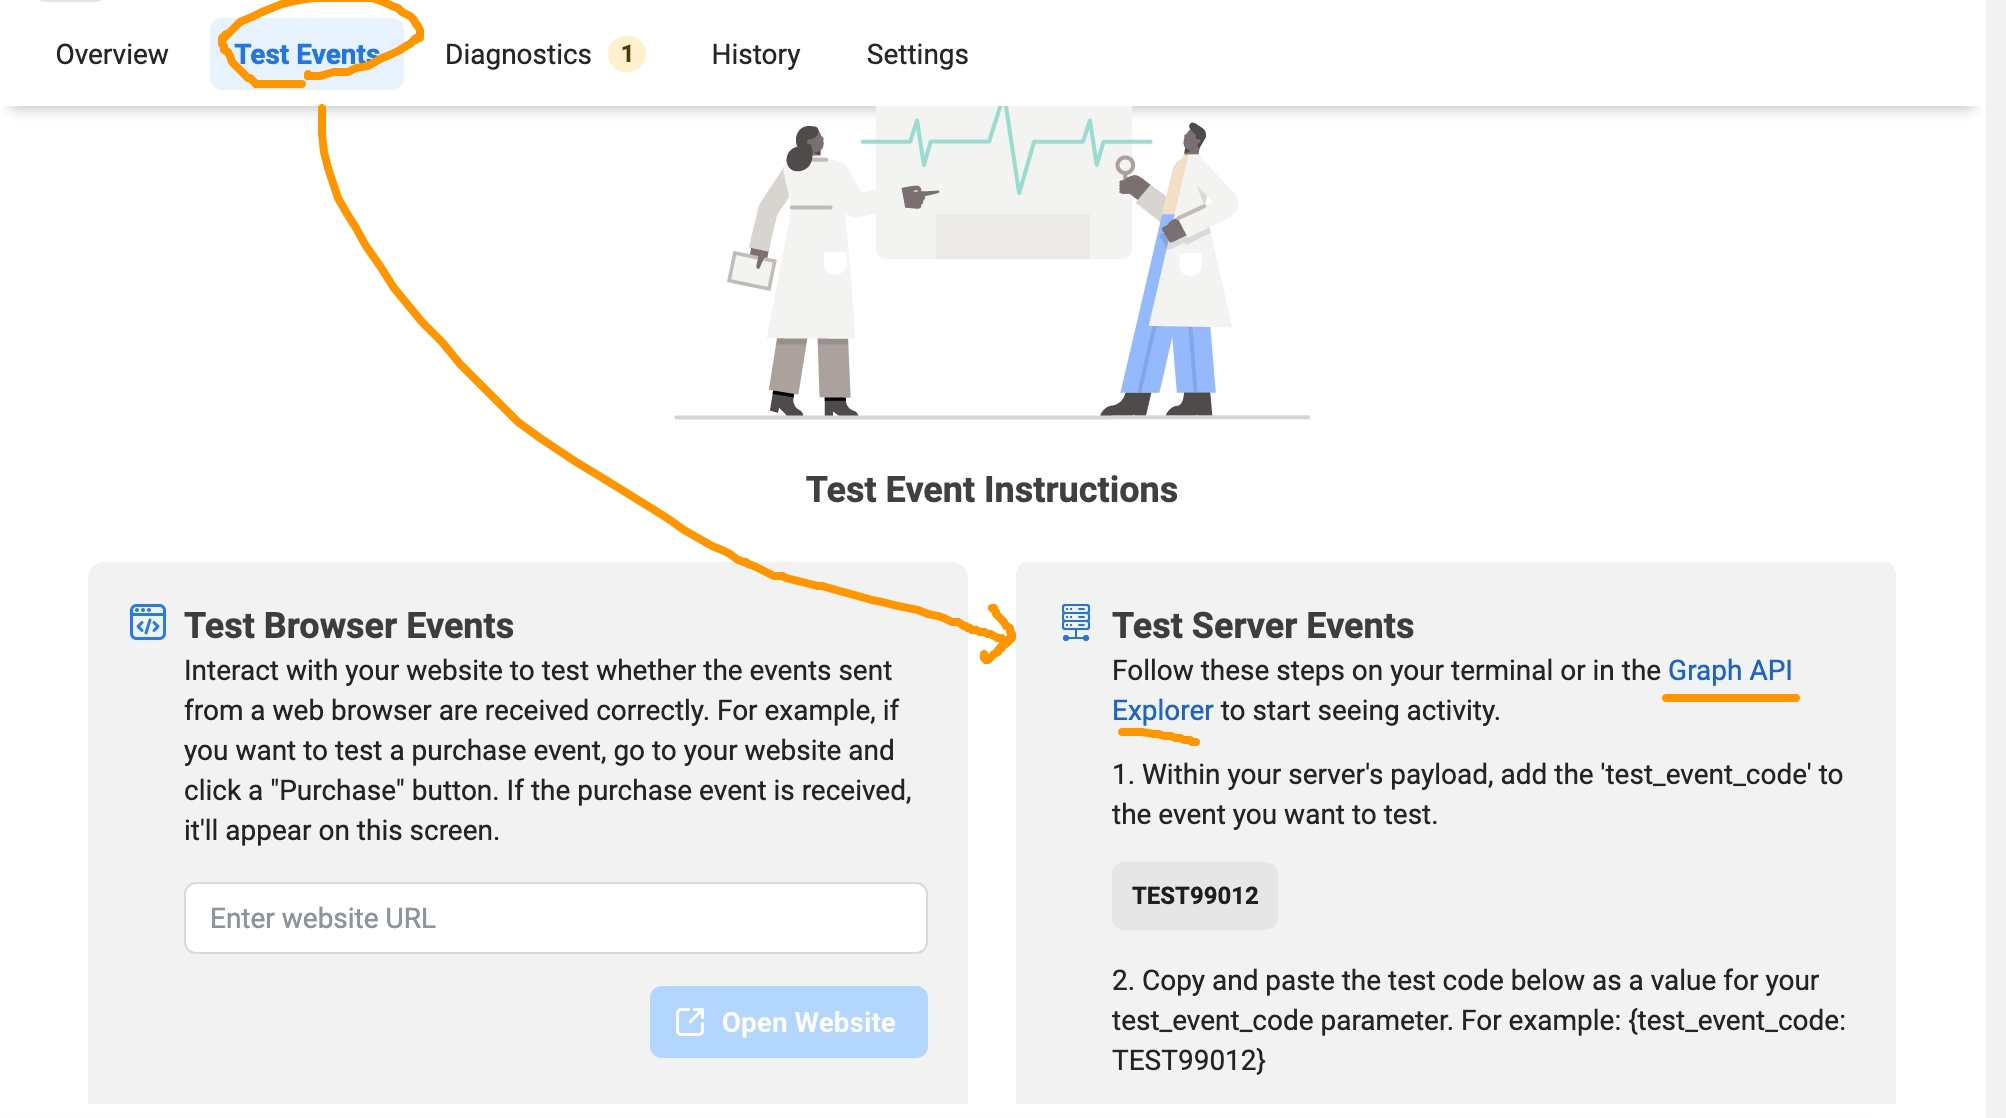 Overview Test Events Diagnostics 1 History Settings
Test Event Instructions
Test Browser Events
Interact with your website to test whether the events sent
from a web browser are received correctly. For example, if
you want to test a purchase event, go to your website and
click a "Purchase" button. If the purchase event is received,
it'll appear on this screen.
Enter website URL
Open Website
Test Server Events
Follow these steps on your terminal or in the Graph API
Explorer to start seeing activity.
1. Within your server's payload, add the 'test_event_code' to
the event you want to test.
TEST99012
2. Copy and paste the test code below as a value for your
test_event_code parameter. For example: {test_event_code:
TEST99012}